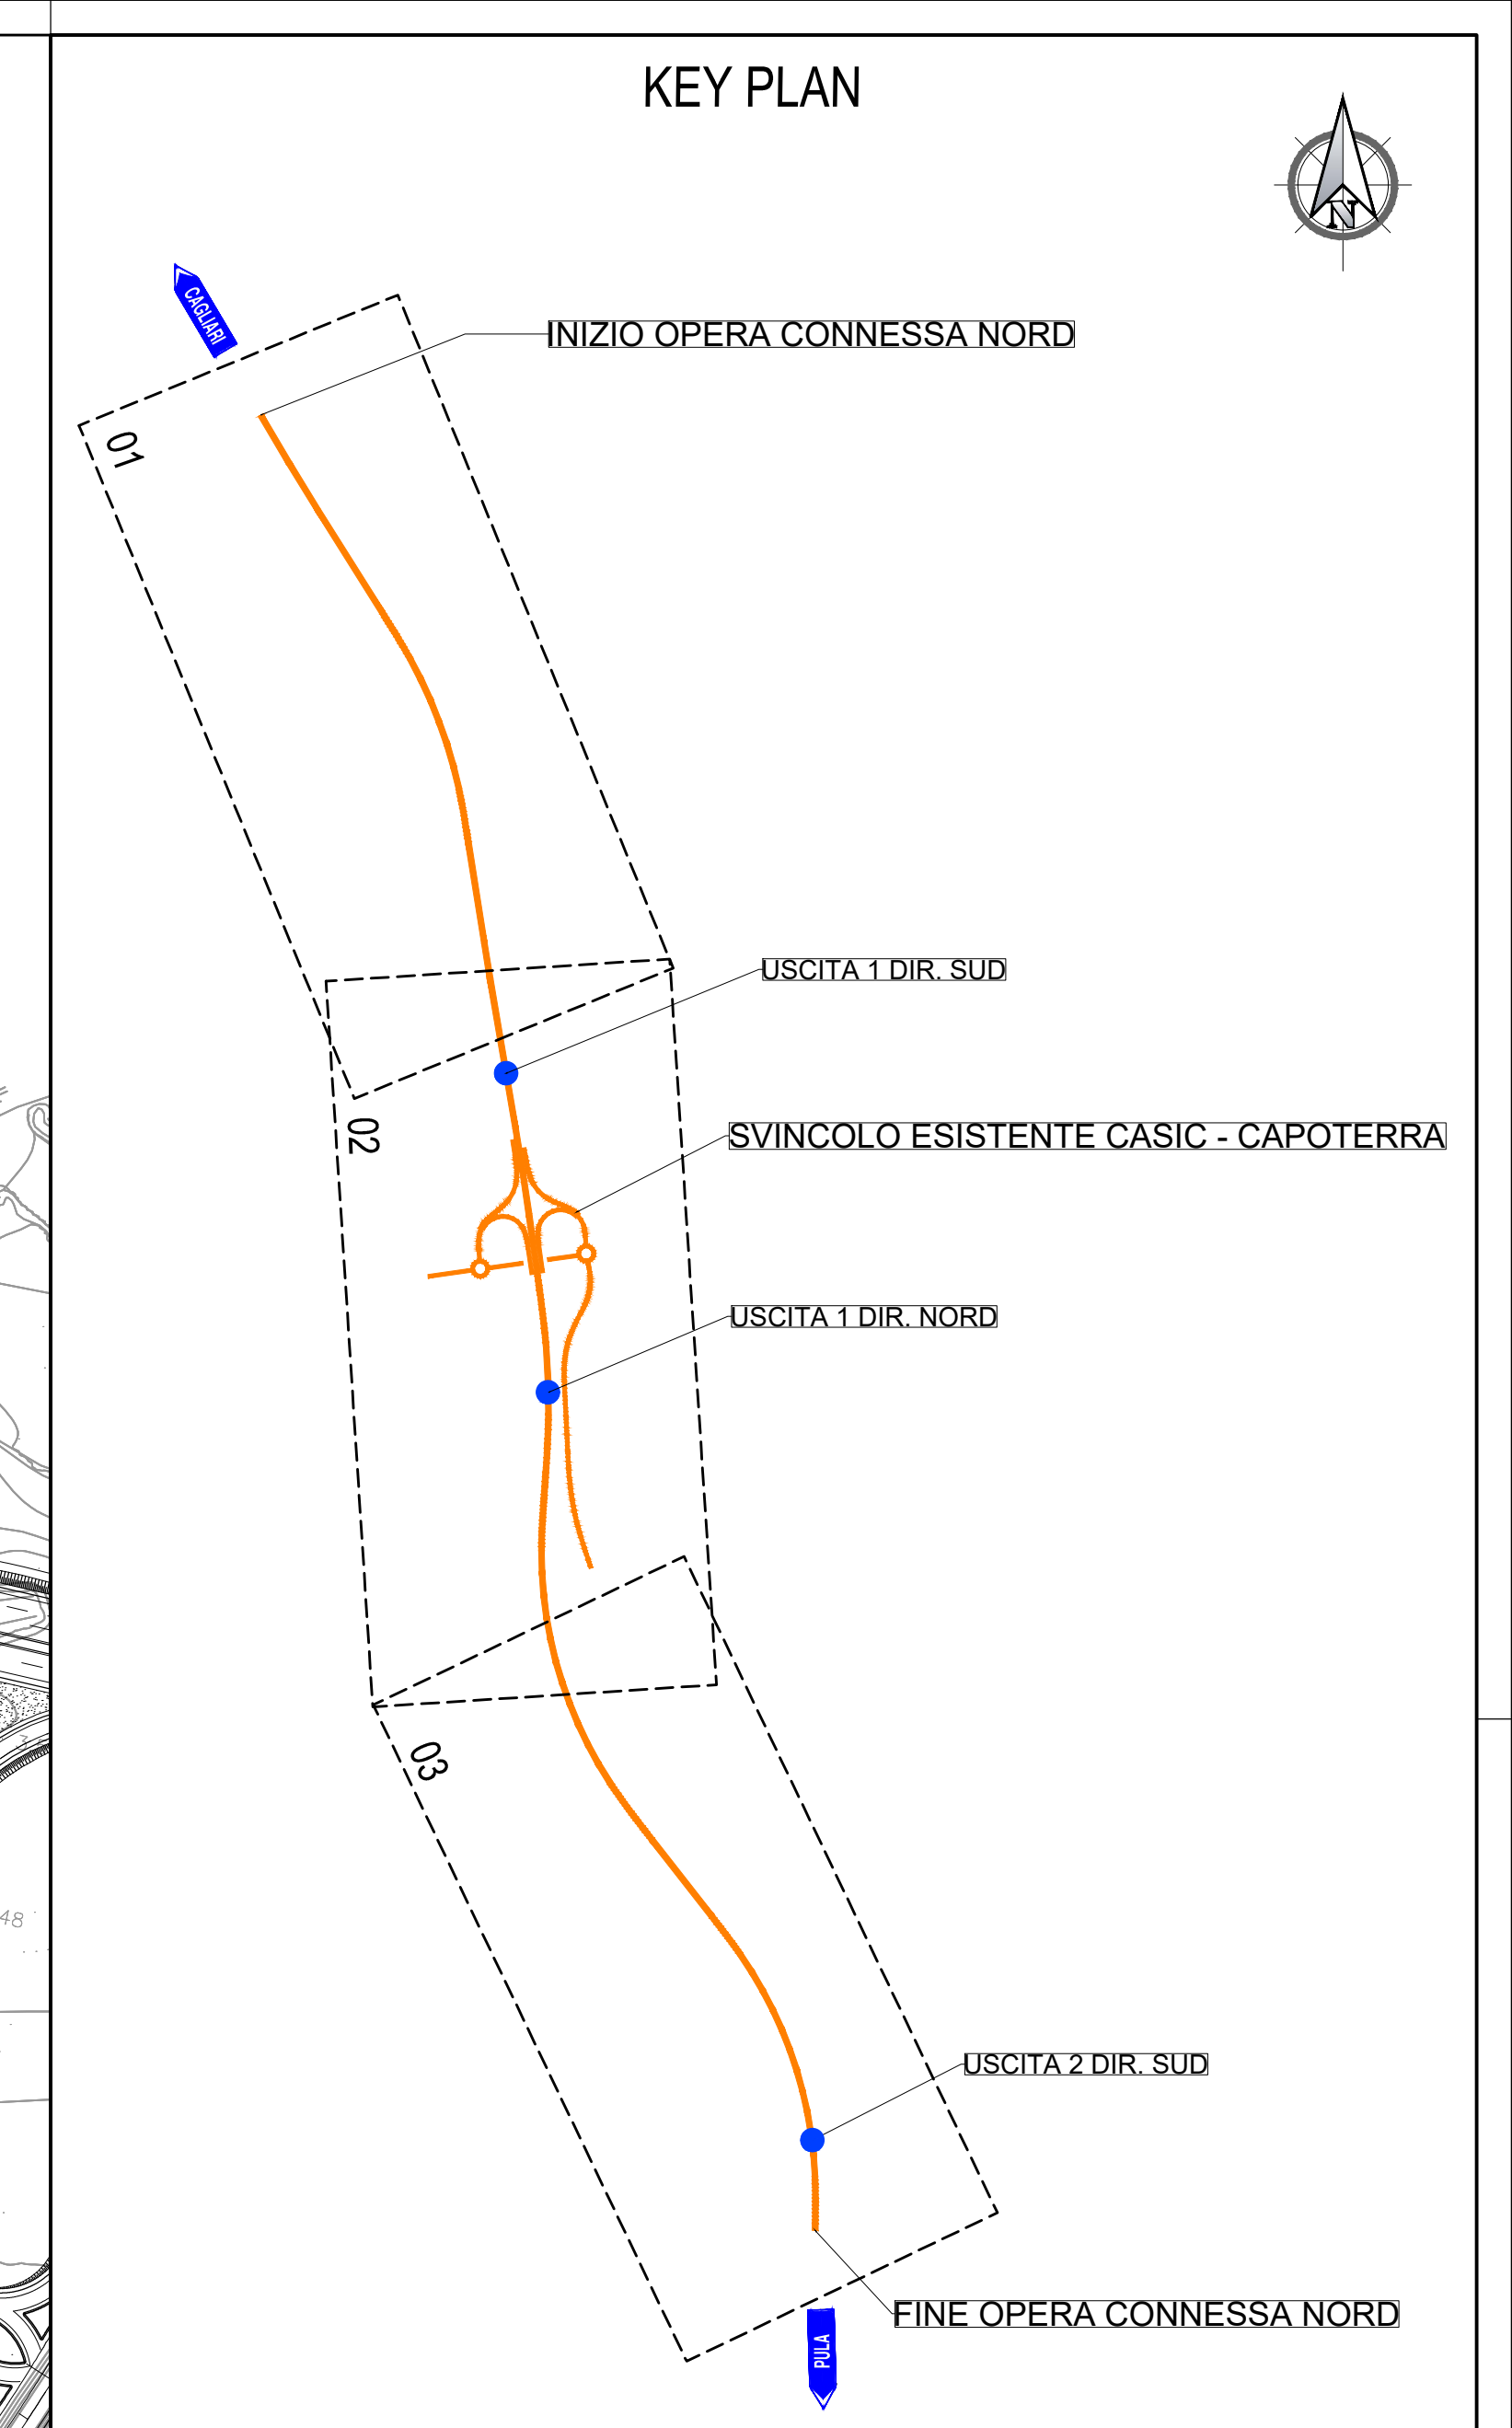 KEY PLAN
N
CAGLIARI
INIZIO OPERA CONNESSA NORD
01
USCITA 1 DIR. SUD
02
SVINCOLO ESISTENTE CASIC - CAPOTERRA
USCITA 1 DIR. NORD
03
48
USCITA 2 DIR. SUD
FINE OPERA CONNESSA NORD
PULA